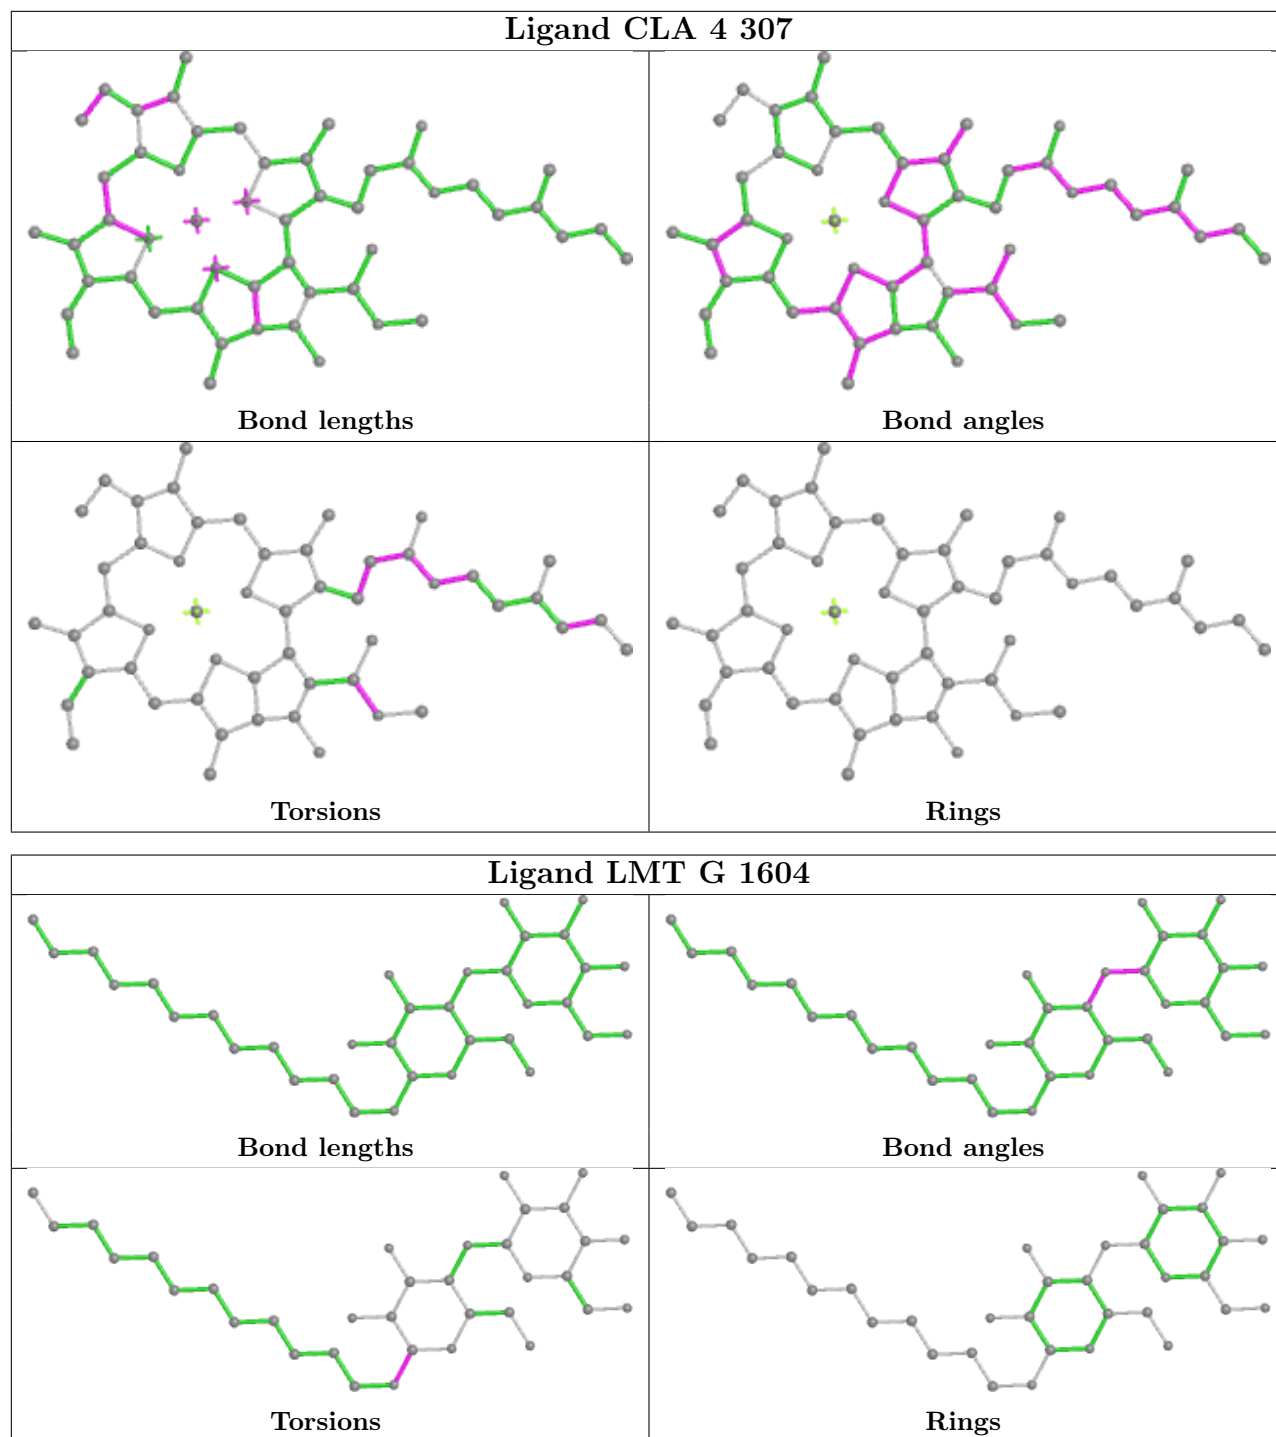 Ligand CLA 4 307
Bond lengths
Bond angles
Torsions
Rings
Ligand LMT G 1604
Bond lengths
Bond angles
Torsions
Rings